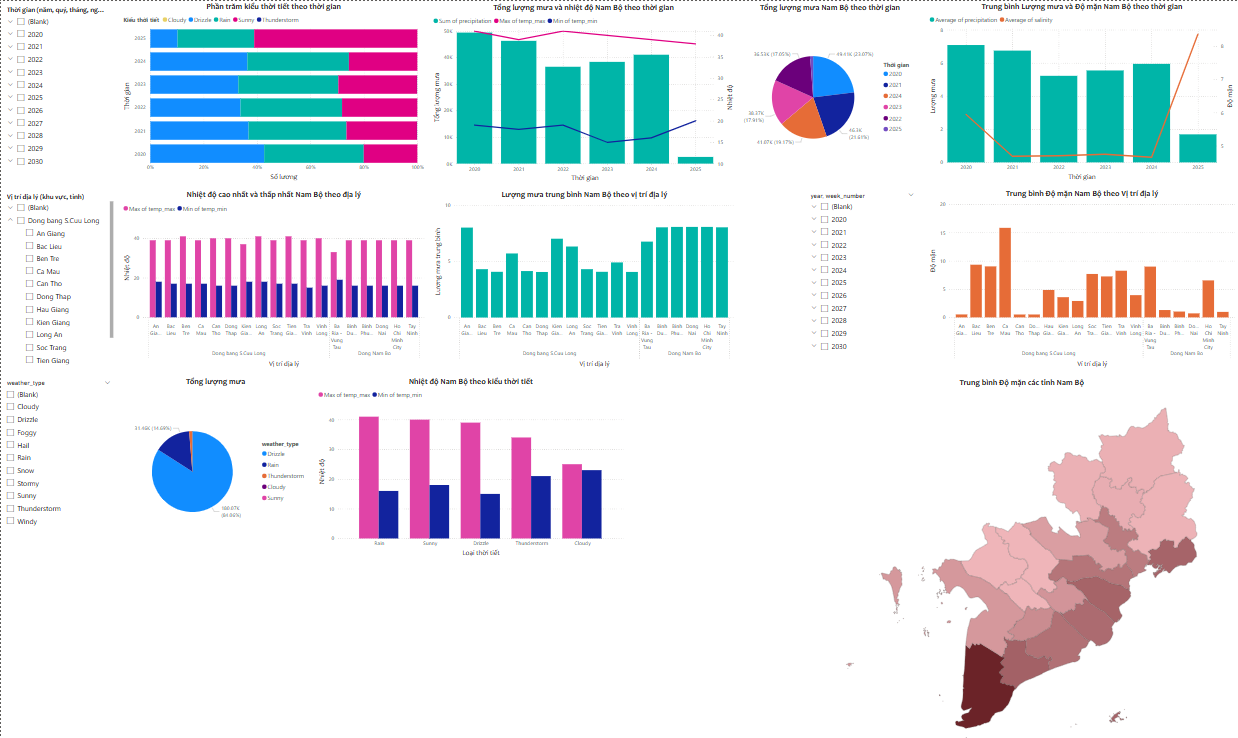 Thời gian (năm, quý, tháng, ng...
(Blank)
2020
2021
2022
2023
2024
2025
2026
2027
2028
2029
2030
Phần trăm kiểu thời tiết theo thời gian
Kiểu thời tiết Cloudy Drizzle Rain Sunny Thunderstorm
Thời gian
2025
2024
2023
2022
2021
2020
0% 20% 40% 60% 80% 100%
Số lượng
Tổng lượng mưa và nhiệt độ Nam Bộ theo thời gian
Sum of precipitation Max of temp_max Min of temp_min
Tổng lượng mưa
50K
40K
30K
20K
10K
0K
40
35
30
25
20
15
10
Nhiệt độ
2020 2021 2022 2023 2024 2025
Thời gian
Tổng lượng mưa Nam Bộ theo thời gian
36.53K (17.05%)
49.41K (23.07%)
38.37K
(17.91%)
46.3K
(21.61%)
41.07K (19.17%)
Thời gian
2020
2021
2024
2023
2022
2025
Trung bình Lượng mưa và Độ mặn Nam Bộ theo thời gian
Average of precipitation Average of salinity
Lượng mưa
8
6
4
2
0
8
7
6
5
Độ mặn
2020 2021 2022 2023 2024 2025
Thời gian
Vị trí địa lý (khu vực, tỉnh)
(Blank)
Dong bang S.Cuu Long
An Giang
Bac Lieu
Ben Tre
Ca Mau
Can Tho
Dong Thap
Hau Giang
Kien Giang
Long An
Soc Trang
Tien Giang
Nhiệt độ cao nhất và thấp nhất Nam Bộ theo địa lý
Max of temp_max Min of temp_min
Nhiệt độ
40
20
0
An Gia... Bac Lieu Ben Tre Ca Mau Can Tho Dong Thap Kien Gia... Long An Soc Trang Tien Gia... Tra Vinh Vinh Long Ba Ria - Vung Tau Binh Du... Binh Phu... Dong Nai Ho Chi Minh City Tay Ninh
Dong bang S.Cuu Long Dong Nam Bo
Vị trí địa lý
Lượng mưa trung bình Nam Bộ theo vị trí địa lý
Lượng mưa trung bình
10
5
0
An Gia... Bac Lieu Ben Tre Ca Mau Can Tho Dong Thap Kien Gia... Long An Soc Trang Tien Gia... Tra Vinh Vinh Long Ba Ria - Vung Tau Binh Du... Binh Phu... Dong Nai Ho Chi Minh City Tay Ninh
Dong bang S.Cuu Long Dong Nam Bo
Vị trí địa lý
year, week_number
(Blank)
2020
2021
2022
2023
2024
2025
2026
2027
2028
2029
2030
Trung bình Độ mặn Nam Bộ theo Vị trí địa lý
Độ mặn
20
15
10
5
0
An Gia... Bac Lieu Ben Tre Ca Mau Can Tho Do... Tha Hau Gia... Kien Gia... Long An Soc Tra... Tien Gia... Tra Vinh Vinh Long Ba Ria - Vung Tau Binh Du... Binh Ph... Do... Nai Ho Chi Minh City Tay Ninh
Dong bang S.Cuu Long Dong Nam Bo
Vị trí địa lý
weather_type
(Blank)
Cloudy
Drizzle
Foggy
Hail
Rain
Snow
Stormy
Sunny
Thunderstorm
Windy
Tổng lượng mưa
31.46K (14.69%)
180.07K
(84.06%)
weather_type
Drizzle
Rain
Thunderstorm
Cloudy
Sunny
Nhiệt độ Nam Bộ theo kiểu thời tiết
Max of temp_max Min of temp_min
Nhiệt độ
40
30
20
10
0
Rain Sunny Drizzle Thunderstorm Cloudy
Loại thời tiết
Trung bình Độ mặn các tỉnh Nam Bộ